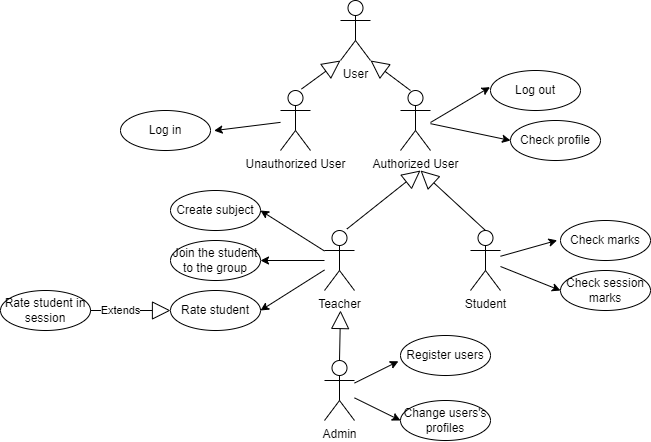 User
Log out
Log in
Check profile
Unauthorized User
Authorized User
Create subject
Join the student
to the group
Check marks
Check session
marks
Rate student in
session
Extends
Rate student
Teacher
Student
Register users
Change users's
profiles
Admin